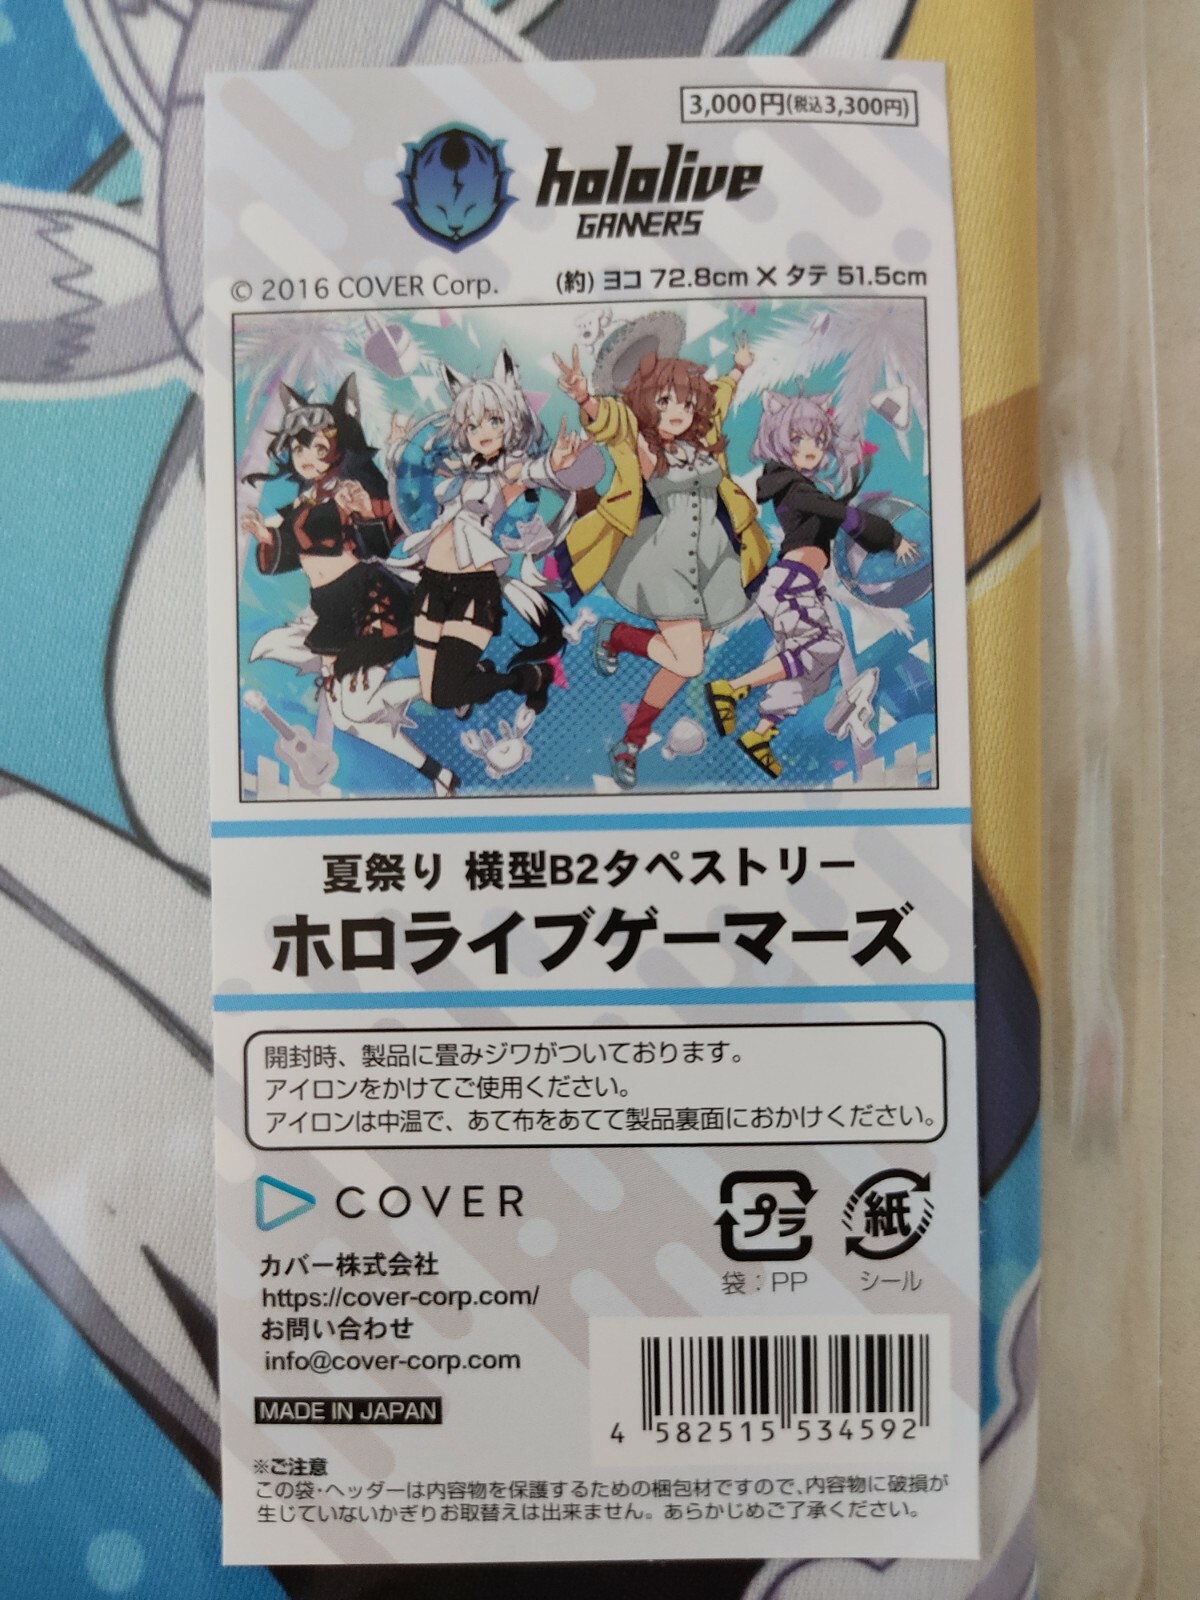 3,000円(税込3,300円)
hololive
GAMERS
© 2016 COVER Corp.
(約) ヨコ 72.8cm X タテ 51.5cm
夏祭り 横型B2タペストリー
ホロライブゲーマーズ
開封時、製品に畳みジワがついております。
アイロンをかけてご使用ください。
アイロンは中温で、あて布をあてて製品裏面におかけください。
COVER
プラ
紙
袋：PP
シール
カバー株式会社
https://cover-corp.com/
お問い合わせ
info@cover-corp.com
MADE IN JAPAN
4 582515 534592
※ご注意
この袋・ヘッダーは内容物を保護するための梱包材ですので、内容物に破損が
生じていないかぎりお取替えは出来ません。あらかじめご了承ください。